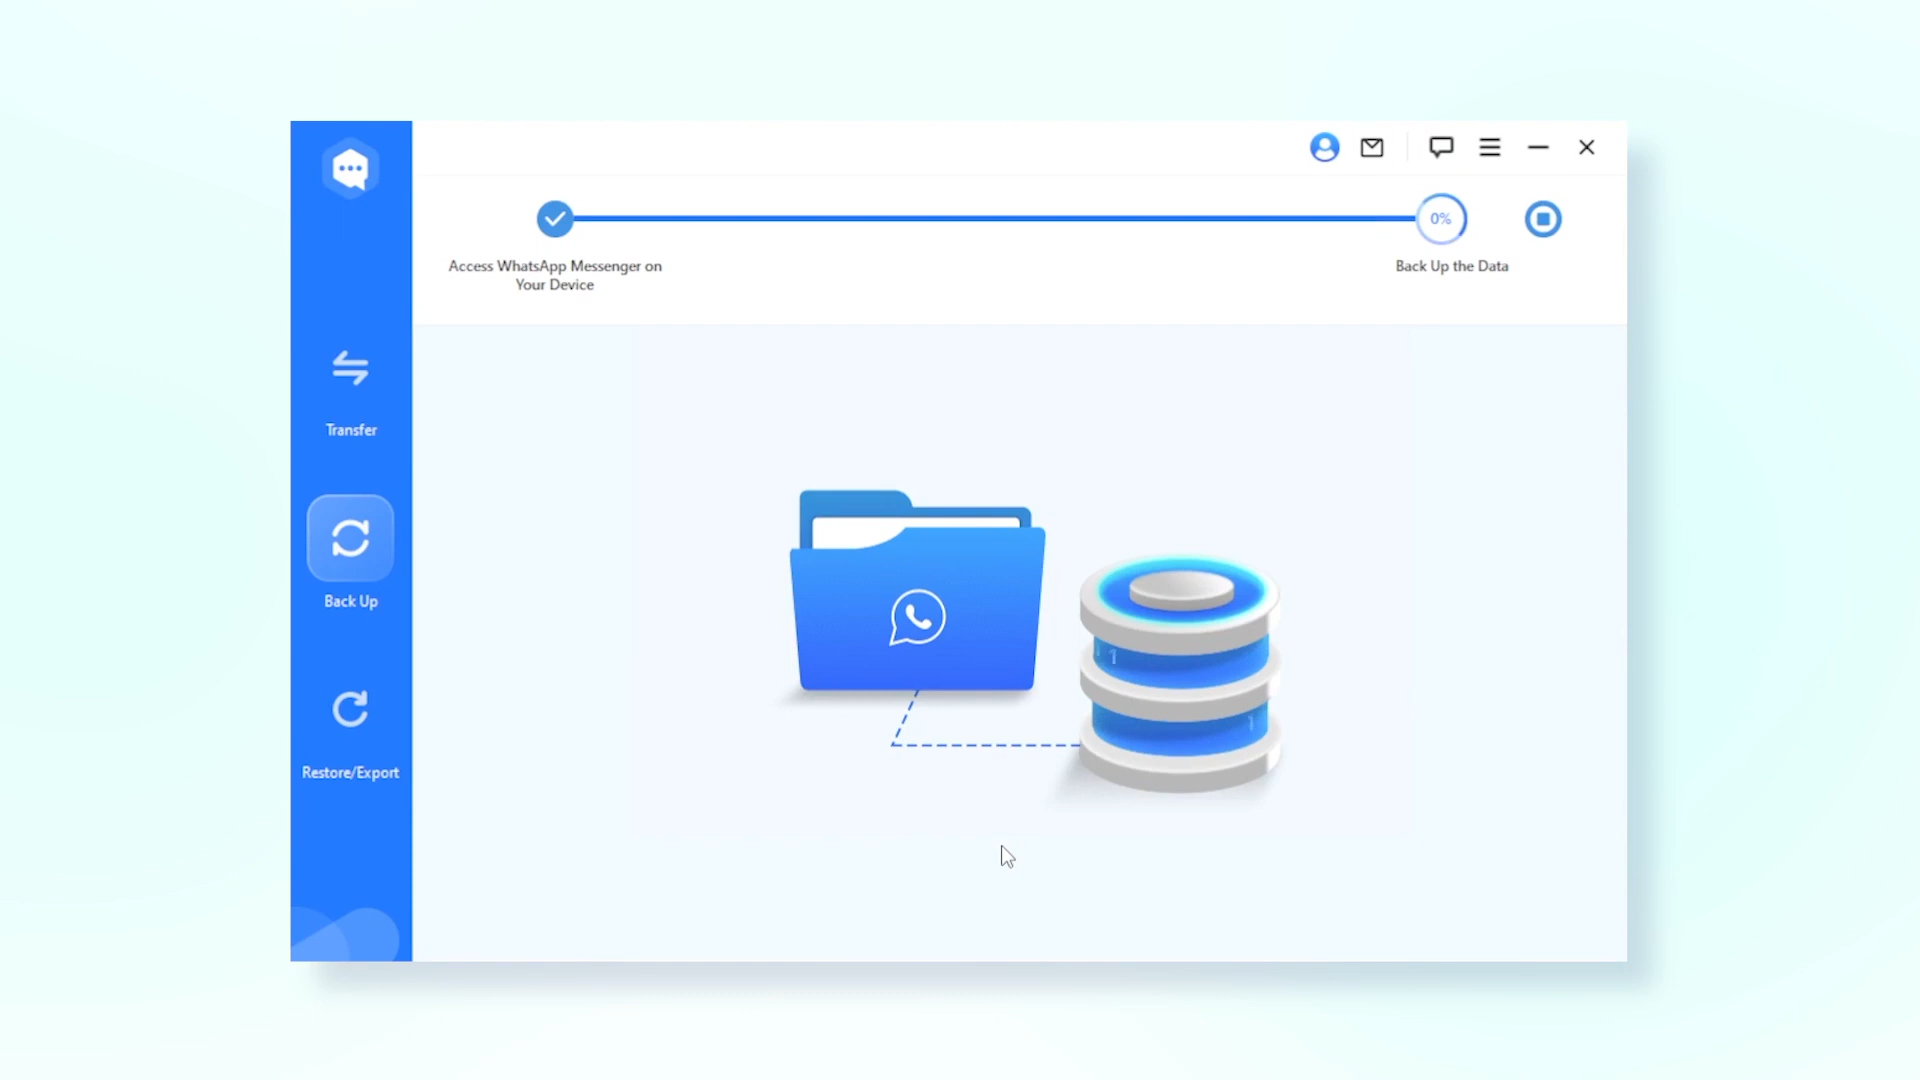 0%
Access WhatsApp Messenger on
Your Device
Back Up the Data
Transfer
Back Up
Restore/Export